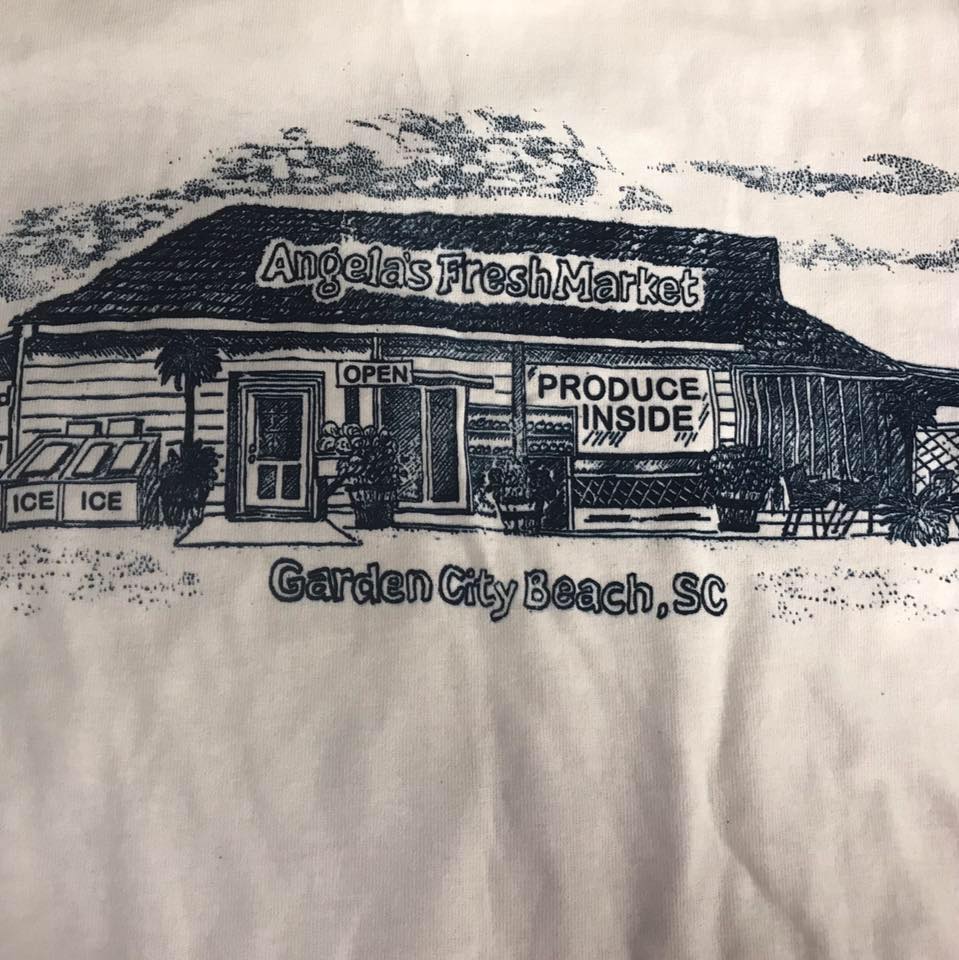 Angela's Fresh Market
OPEN
PRODUCE
INSIDE
ICE ICE
Garden City Beach, SC